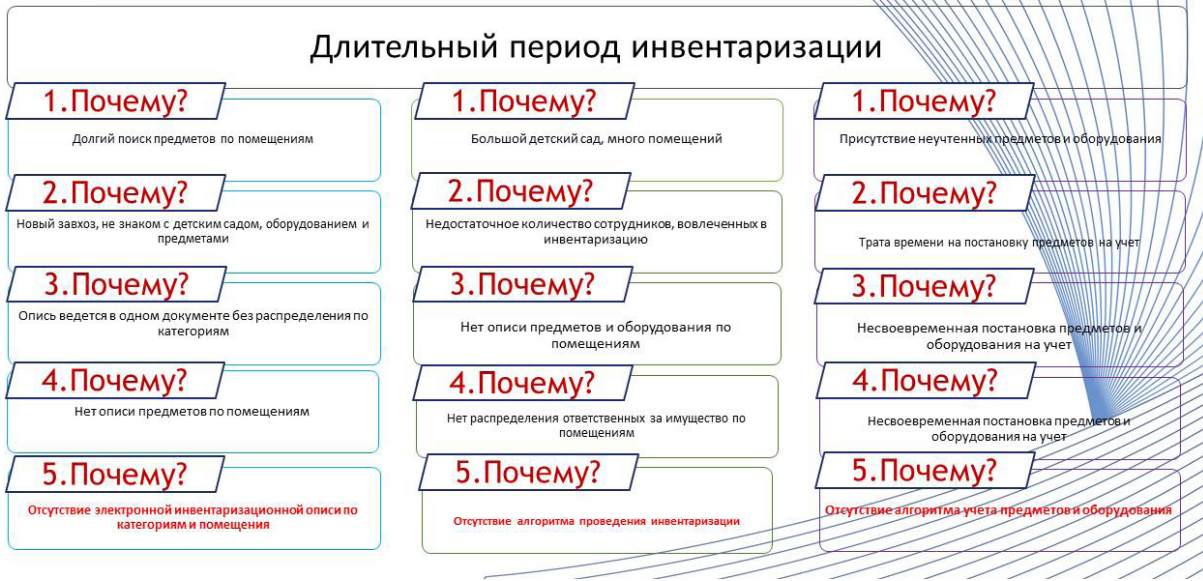 Длительный период инвентаризации
1.Почему?
Долгий поиск предметов по помещениям
2.Почему?
Новый завхоз, не знаком с детским садом, оборудованием и
предметами
3.Почему?
Опись ведется в одном документе без распределения по
категориям
4.Почему?
Нет описи предметов по помещениям
5.Почему?
Отсутствие электронной инвентаризационной описи по
категориям и помещения
1.Почему?
Большой детский сад, много помещений
2.Почему?
Недостаточное количество сотрудников, вовлеченных в
инвентаризацию
3.Почему?
Нет описи предметов и оборудования по
помещениям
4.Почему?
Нет распределения ответственных за имущество по
помещениям
5.Почему?
Отсутствие алгоритма проведения инвентаризации
1.Почему?
Присутствие неучтенных предметов и оборудования
2.Почему?
Трата времени на постановку предметов на учет
3.Почему?
Несвоевременная постановка предметов и
оборудования на учет
4.Почему?
Несвоевременная постановка предметов и
оборудования на учет
5.Почему?
Отсутствие алгоритма учета предметов и оборудования